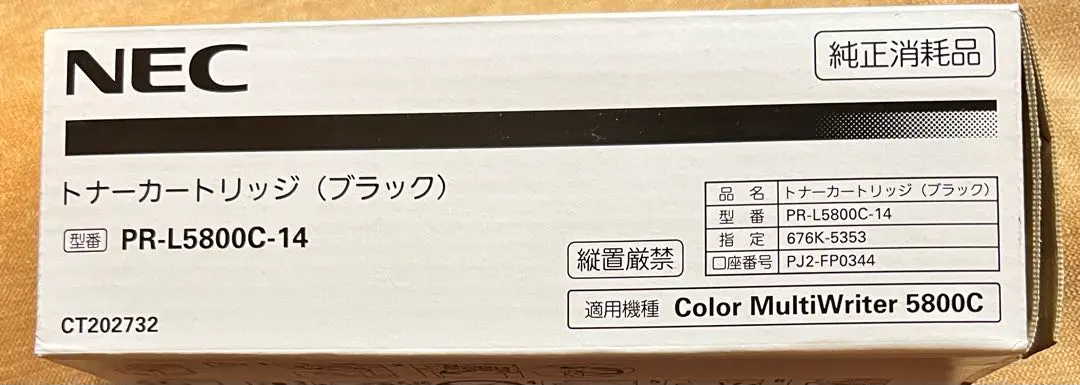 NEC
純正消耗品
トナーカートリッジ（ブラック）
型番 PR-L5800C-14
縦置厳禁
品 名 トナーカートリッジ（ブラック）
型 番 PR-L5800C-14
指 定 676K-5353
口座番号 PJ2-FP0344
適用機種 Color MultiWriter 5800C
CT202732